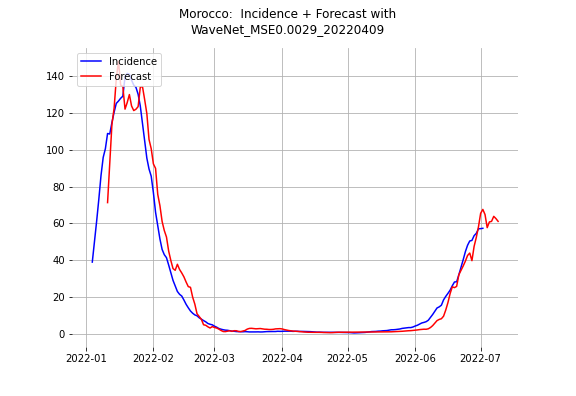 Morocco:  Incidence + Forecast with
WaveNet_MSE0.0029_20220409
Incidence
Forecast
140
120
100
80
60
40
20
0
2022-01 2022-02 2022-03 2022-04 2022-05 2022-06 2022-07